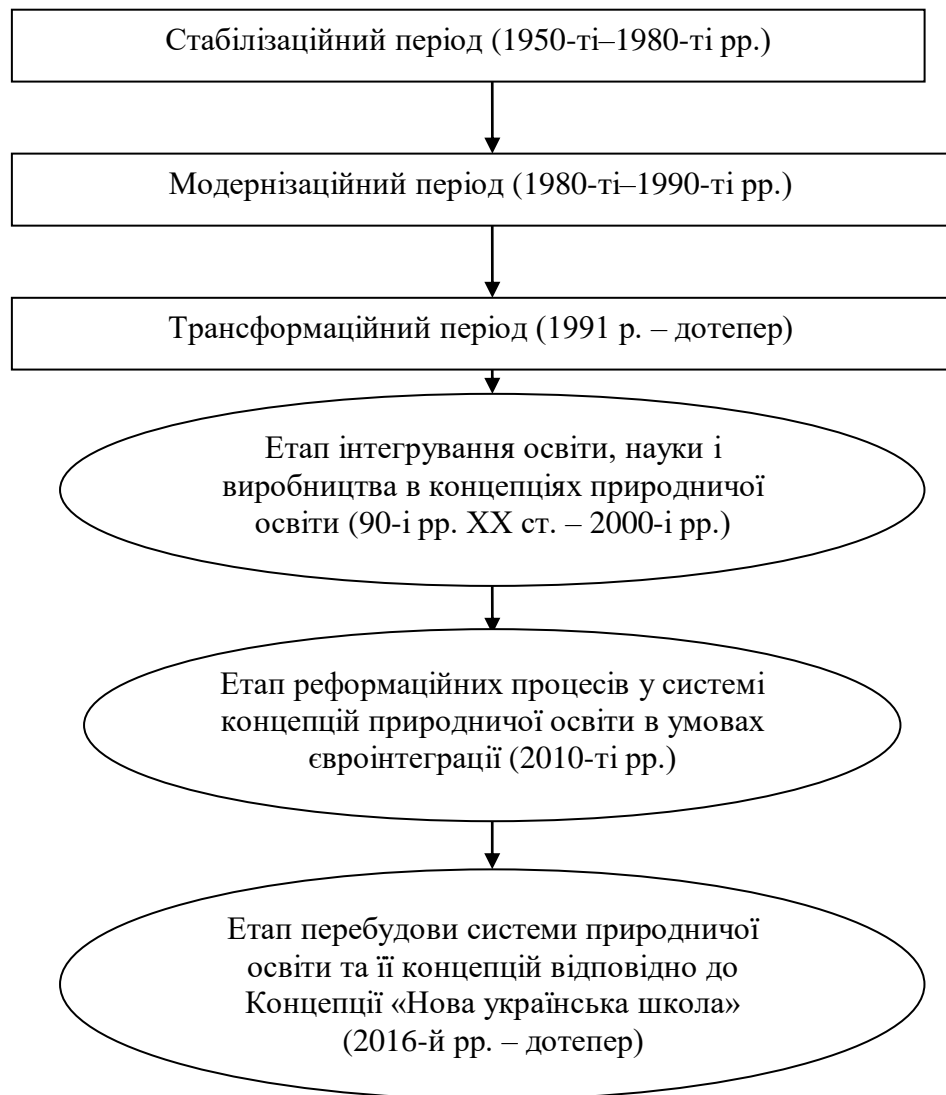 Стабілізаційний період (1950-ті–1980-ті рр.)
Модернізаційний період (1980-ті–1990-ті рр.)
Трансформаційний період (1991 р. – дотепер)
Етап інтегрування освіти, науки і
виробництва в концепціях природничої
освіти (90-і рр. ХХ ст. – 2000-і рр.)
Етап реформаційних процесів у системі
концепцій природничої освіти в умовах
євроінтеграції (2010-ті рр.)
Етап перебудови системи природничої
освіти та її концепцій відповідно до
Концепції «Нова українська школа»
(2016-й рр. – дотепер)